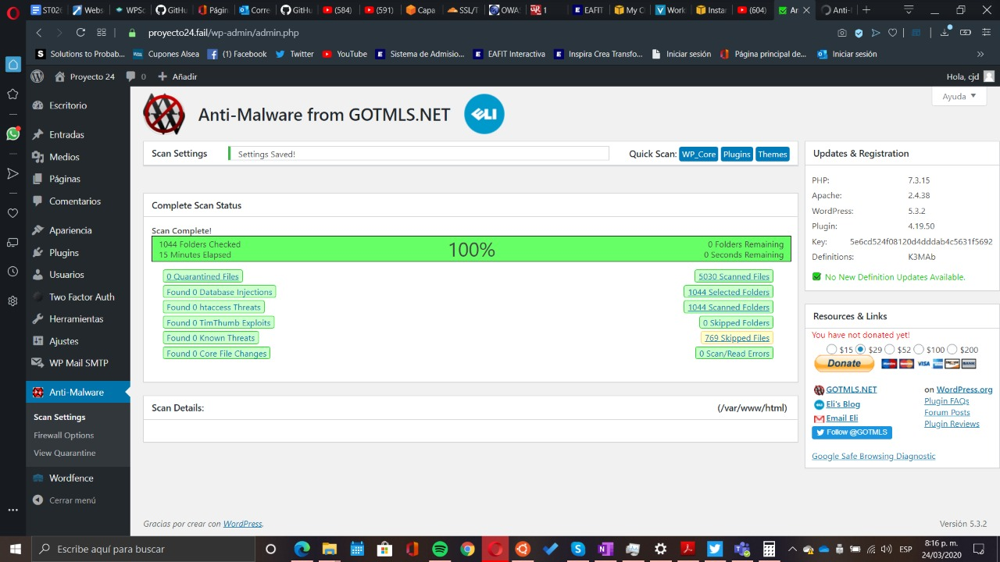 ST026
Webs
WPSc
GitHu
Págin
Corre
GitHu
(584)
(591)
Capa
SSL/T
OWA
1
EAFIT
My C
Work
Instar
(604)
Ar
Anti-
proyecto24.fail/wp-admin/admin.php
Solutions to Probab...
Cupones Alsea
(1) Facebook
Twitter
YouTube
Sistema de Admisio...
EAFIT Interactiva
Inspira Crea Transfo...
Iniciar sesión
Página principal de...
Iniciar sesión
Proyecto 24
0
Añadir
Hola, cjd
Escritorio
Entradas
Medios
Páginas
Comentarios
Apariencia
Plugins
Usuarios
Two Factor Auth
Herramientas
Ajustes
WP Mail SMTP
Anti-Malware
Scan Settings
Firewall Options
View Quarantine
Wordfence
Cerrar menú
Ayuda
Anti-Malware from GOTMLS.NET
ELI
Scan Settings
Settings Saved!
Quick Scan: WP_Core Plugins Themes
Complete Scan Status
Scan Complete!
1044 Folders Checked
15 Minutes Elapsed
100%
0 Folders Remaining
0 Seconds Remaining
0 Quarantined Files
Found 0 Database Injections
Found 0 htaccess Threats
Found 0 TimThumb Exploits
Found 0 Known Threats
Found 0 Core File Changes
5030 Scanned Files
1044 Selected Folders
1044 Scanned Folders
0 Skipped Folders
769 Skipped Files
0 Scan/Read Errors
Scan Details:
(/var/www/html)
Updates & Registration
PHP: 7.3.15
Apache: 2.4.38
WordPress: 5.3.2
Plugin: 4.19.50
Key: 5e6cd524f08120d4dddab4c5631f5692
Definitions: K3MAb
No New Definition Updates Available.
Resources & Links
You have not donated yet!
$15 $29 $52 $100 $200
Donate
VISA
BANK
GOTMLS.NET
Eli's Blog
Email Eli
Follow @GOTMLS
on WordPress.org
Plugin FAQs
Forum Posts
Plugin Reviews
Google Safe Browsing Diagnostic
Gracias por crear con WordPress.
Versión 5.3.2
Escribe aquí para buscar
ESP
8:16 p. m.
24/03/2020